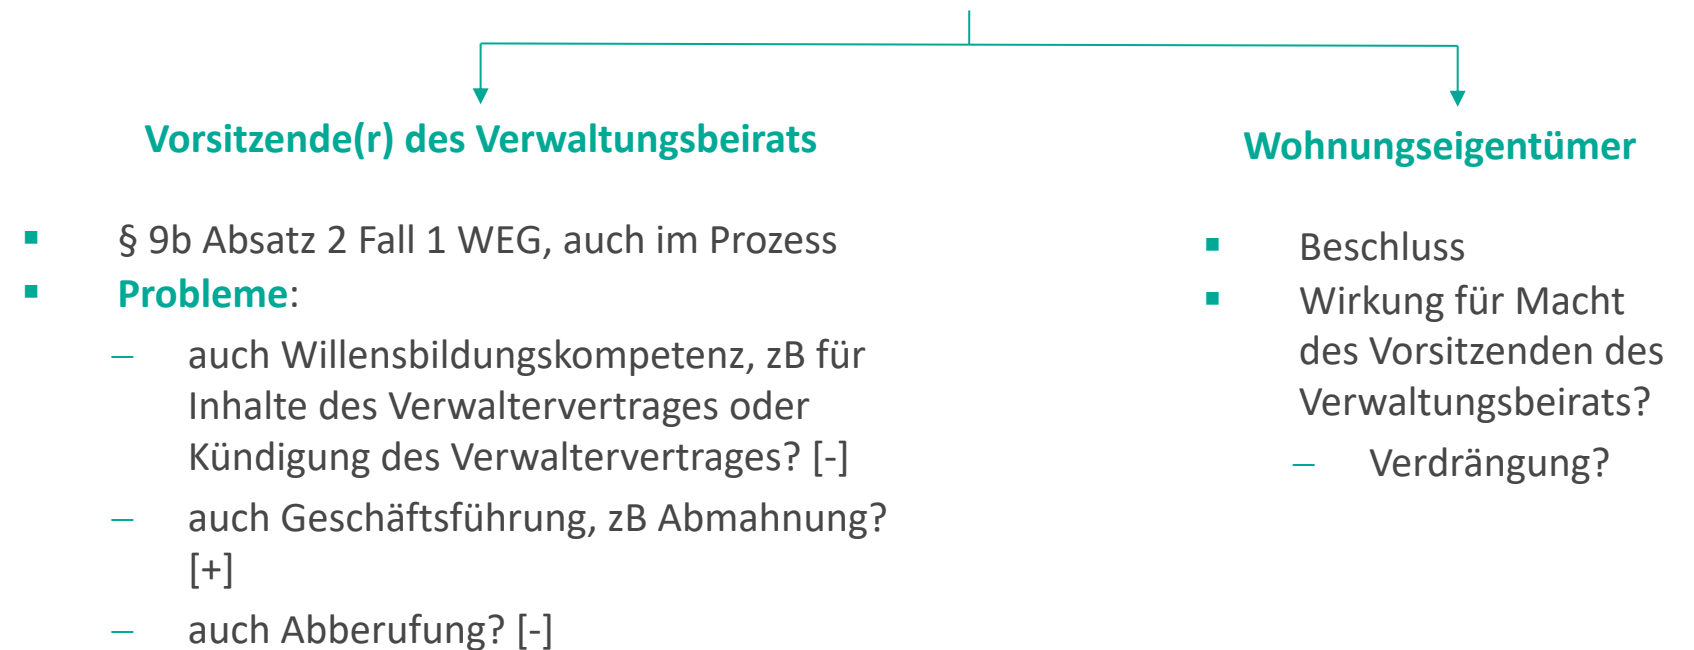 Vorsitzende(r) des Verwaltungsbeirats
▪ § 9b Absatz 2 Fall 1 WEG, auch im Prozess
▪ Probleme:
– auch Willensbildungskompetenz, zB für
Inhalte des Verwaltervertrages oder
Kündigung des Verwaltervertrages? [-]
– auch Geschäftsführung, zB Abmahnung?
[+]
– auch Abberufung? [-]
Wohnungseigentümer
▪ Beschluss
▪ Wirkung für Macht
des Vorsitzenden des
Verwaltungsbeirats?
– Verdrängung?